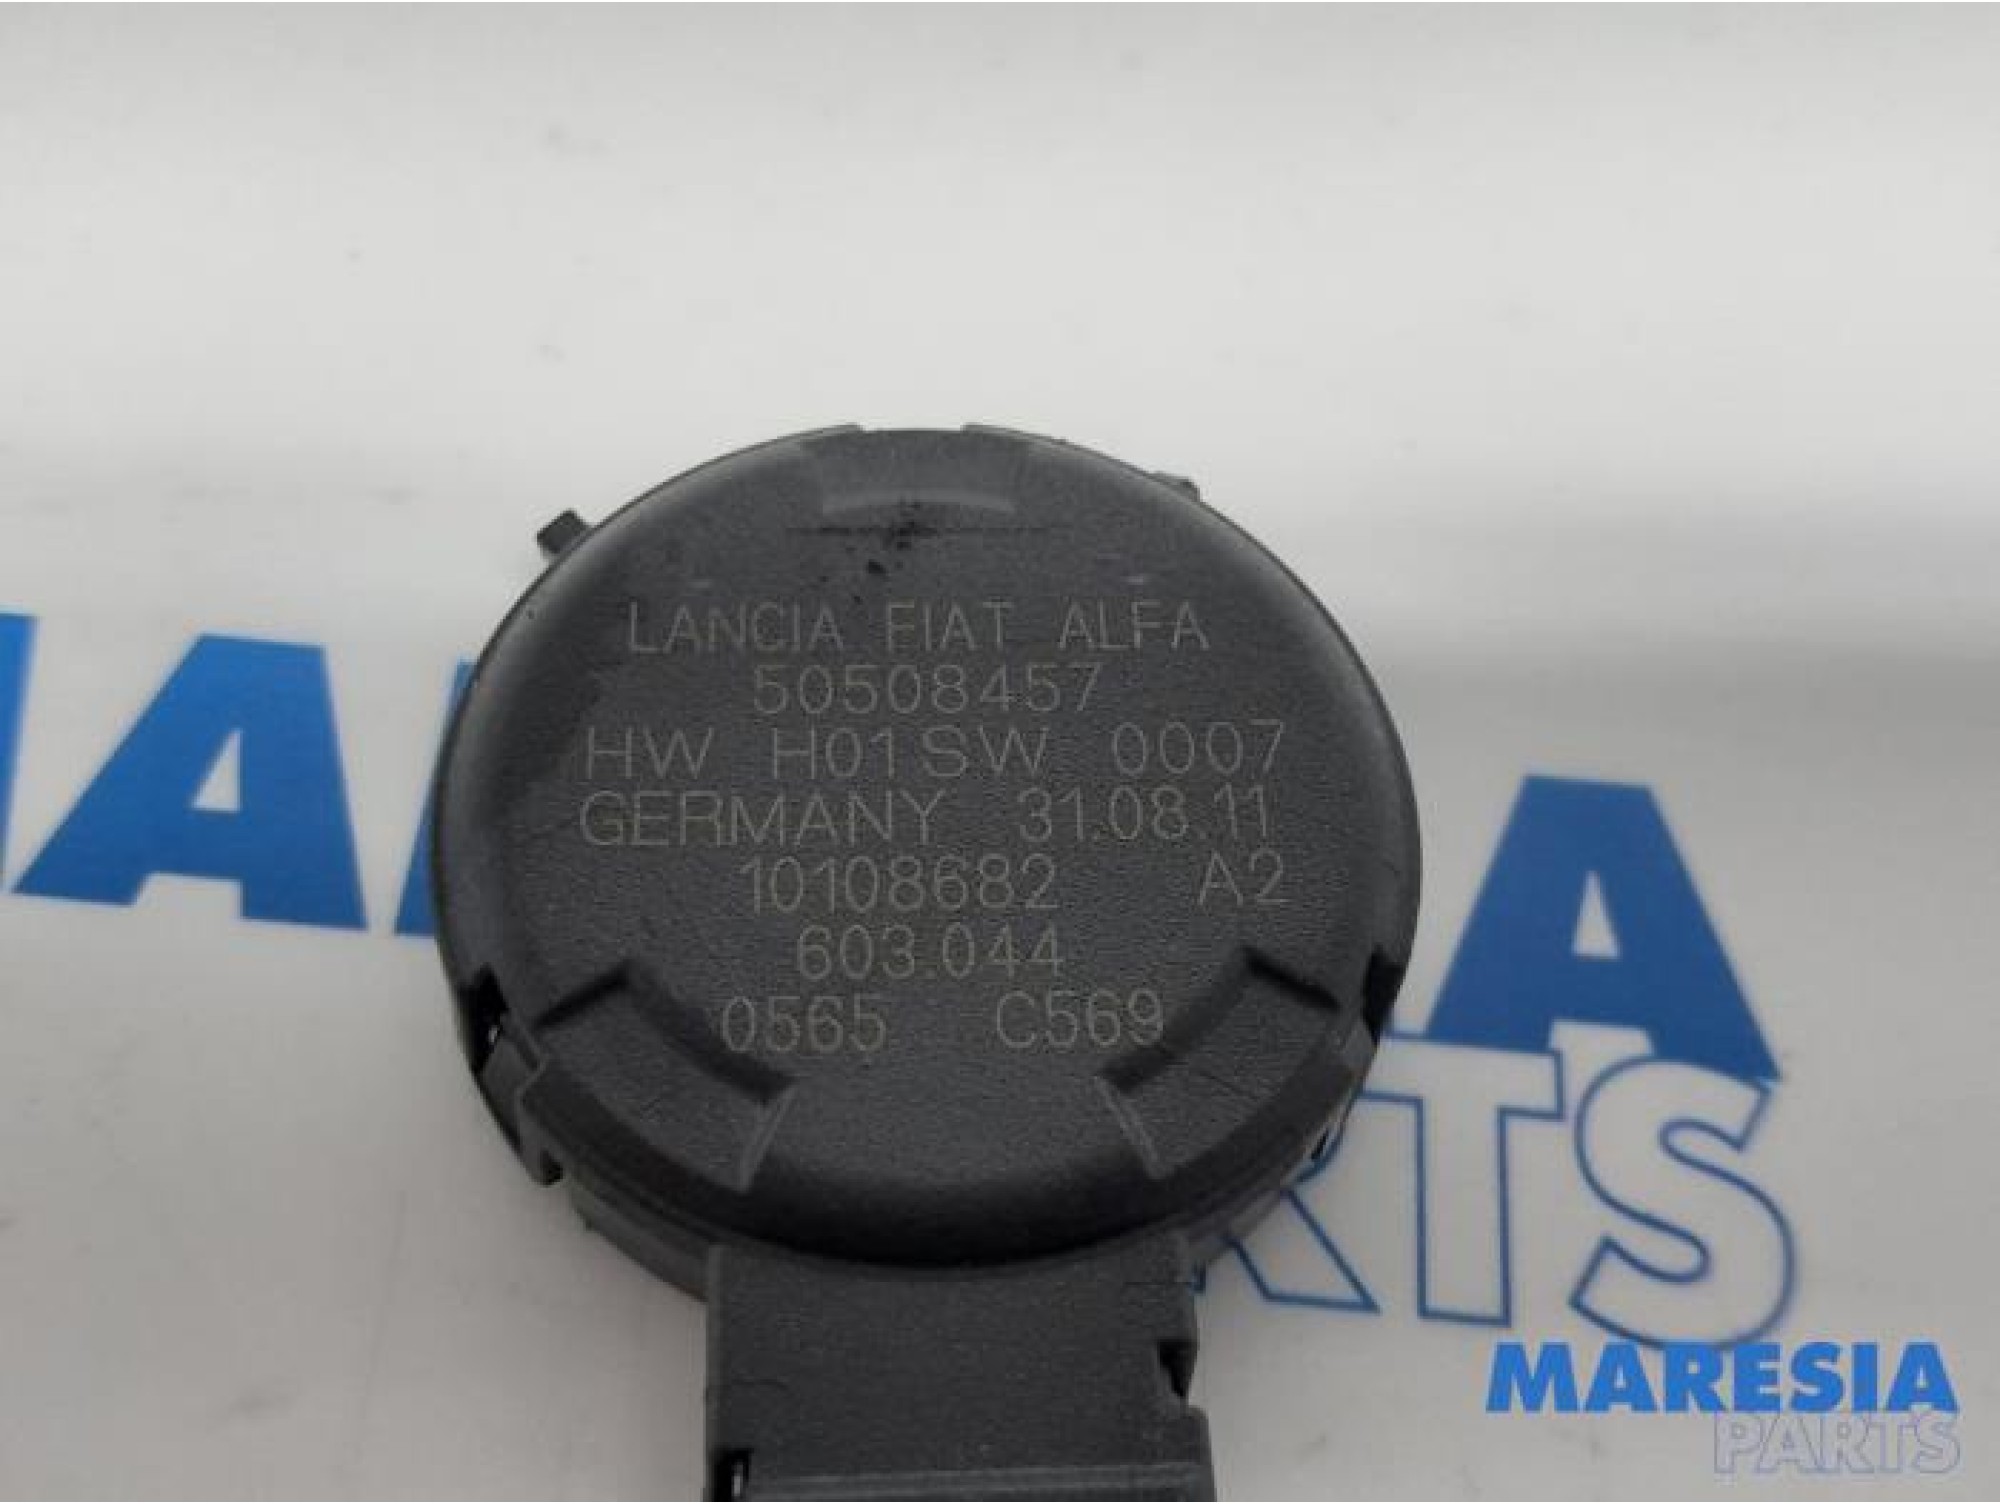 LANCIA FIAT ALFA
50508457
HW H01 SW 0007
GERMANY 31.08.11
10108682 A2
603.044
0565 C569
MARESIA
PARTS